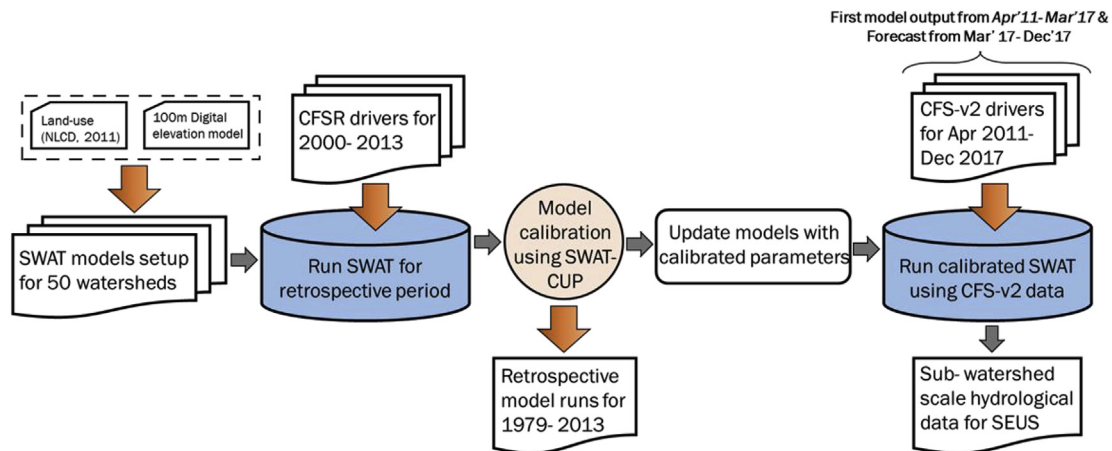 First model output from Apr'11- Mar'17 &
Forecast from Mar' 17- Dec'17
Land-use
(NLCD, 2011)
100m Digital
elevation model
CFSR drivers for
2000- 2013
CFS-v2 drivers
for Apr 2011-
Dec 2017
SWAT models setup
for 50 watersheds
Run SWAT for
retrospective period
Model
calibration
using SWAT-
CUP
Update models with
calibrated parameters
Run calibrated SWAT
using CFS-v2 data
Retrospective
model runs for
1979- 2013
Sub- watershed
scale hydrological
data for SEUS